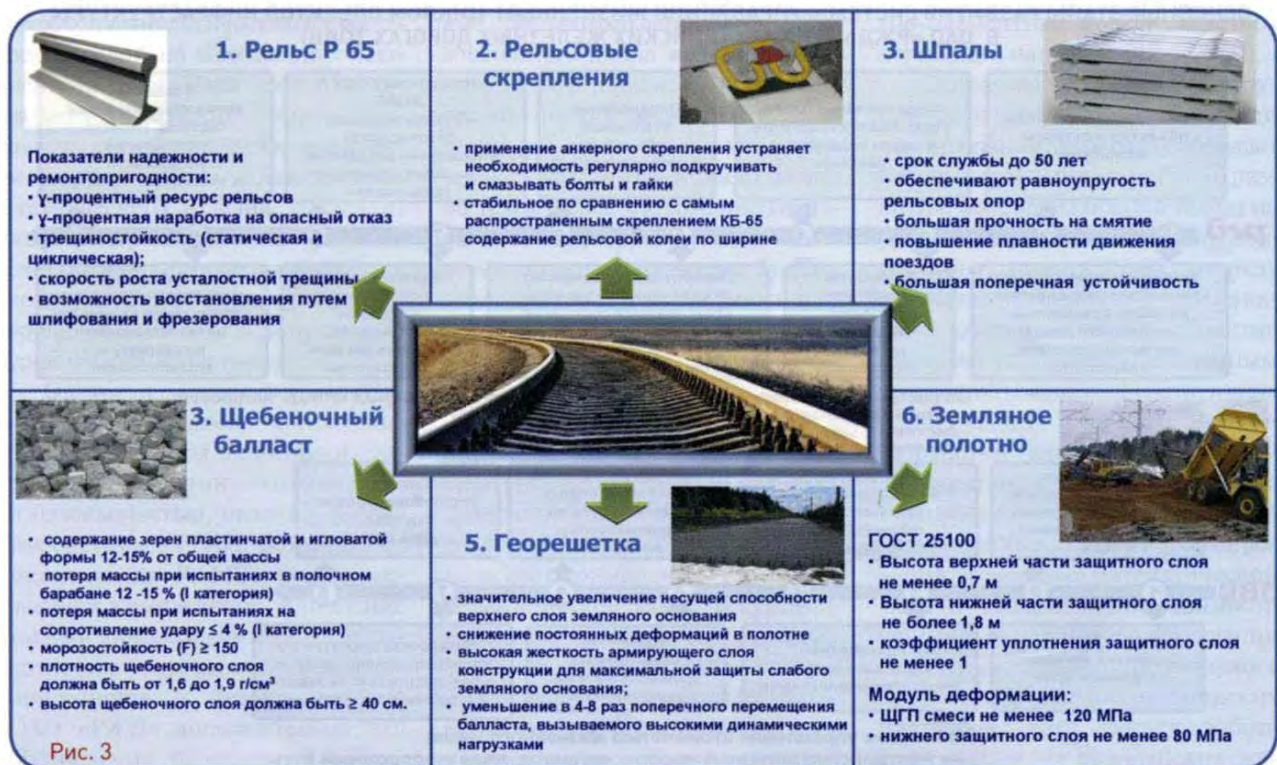 1. Рельс Р 65
Показатели надежности и
ремонтопригодности:
• γ-процентный ресурс рельсов
• γ-процентная наработка на опасный отказ
• трещиностойкость (статическая и
циклическая);
• скорость роста усталостной трещины
• возможность восстановления путем
шлифования и фрезерования
2. Рельсовые
скрепления
• применение анкерного скрепления устраняет
необходимость регулярно подкручивать
и смазывать болты и гайки
• стабильное по сравнению с самым
распространенным скреплением КБ-65
содержание рельсовой колеи по ширине
3. Шпалы
• срок службы до 50 лет
• обеспечивают равноупругость
рельсовых опор
• большая прочность на смятие
• повышение плавности движения
поездов
• большая поперечная устойчивость
3. Щебеночный
балласт
• содержание зерен пластинчатой и игловатой
формы 12-15% от общей массы
• потеря массы при испытаниях в полочном
барабане 12 -15 % (I категория)
• потеря массы при испытаниях на
сопротивление удару ≤ 4 % (I категория)
• морозостойкость (F) ≥ 150
• плотность щебеночного слоя
должна быть от 1,6 до 1,9 г/см³
• высота щебеночного слоя должна быть ≥ 40 см.
Рис. 3
5. Георешетка
• значительное увеличение несущей способности
верхнего слоя земляного основания
• снижение постоянных деформаций в полотне
• высокая жесткость армирующего слоя
конструкции для максимальной защиты слабого
земляного основания;
• уменьшение в 4-8 раз поперечного перемещения
балласта, вызываемого высокими динамическими
нагрузками
6. Земляное
полотно
ГОСТ 25100
• Высота верхней части защитного слоя
не менее 0,7 м
• Высота нижней части защитного слоя
не более 1,8 м
• коэффициент уплотнения защитного слоя
не менее 1
Модуль деформации:
• ЩГП смеси не менее 120 МПа
• нижнего защитного слоя не менее 80 МПа